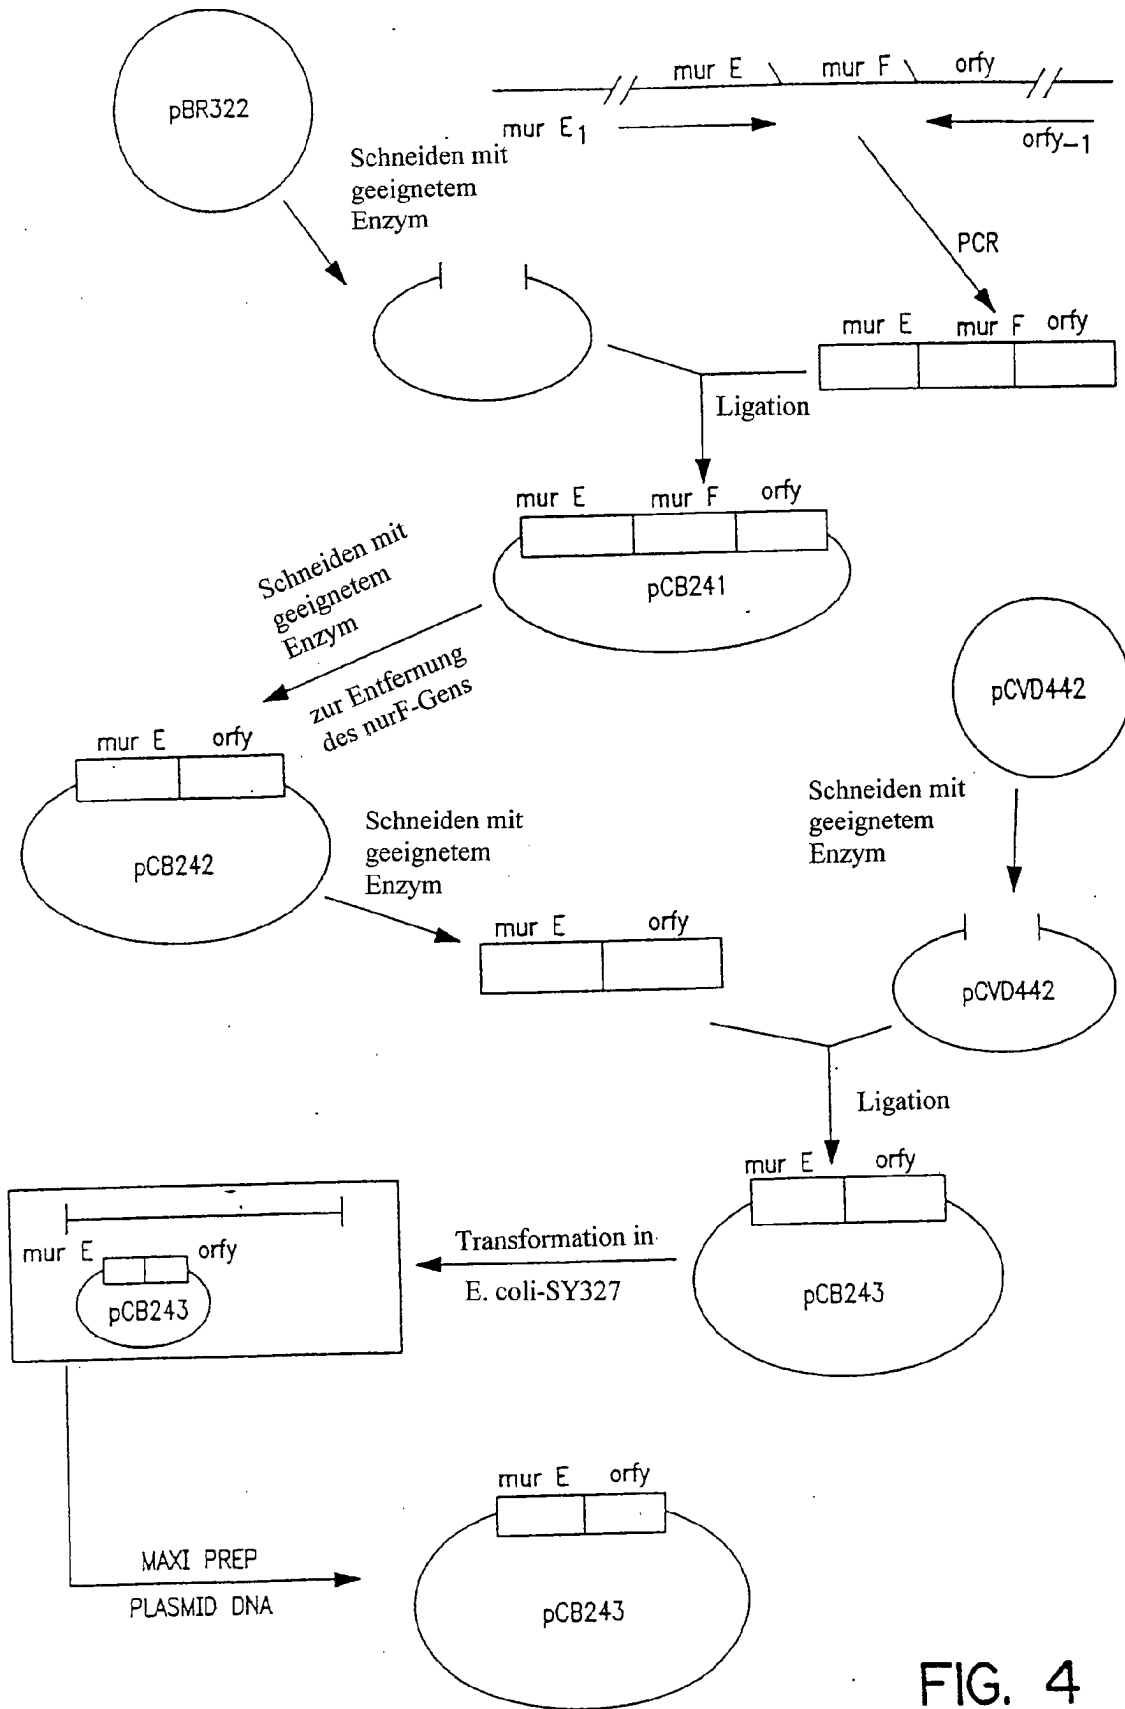 pBR322
mur E mur F orfy
mur E1
orfy-1
Schneiden mit
geeignetem
Enzym
PCR
mur E mur F orfy
Ligation
mur E mur F orfy
pCB241
Schneiden mit
geeignetem
Enzym
zur Entfernung
des nurF-Gens
pCVD442
mur E orfy
pCB242
Schneiden mit
geeignetem
Enzym
Schneiden mit
geeignetem
Enzym
mur E orfy
pCVD442
Ligation
mur E orfy
pCB243
Transformation in
E. coli-SY327
mur E orfy
pCB243
MAXI PREP
PLASMID DNA
mur E orfy
pCB243
FIG. 4